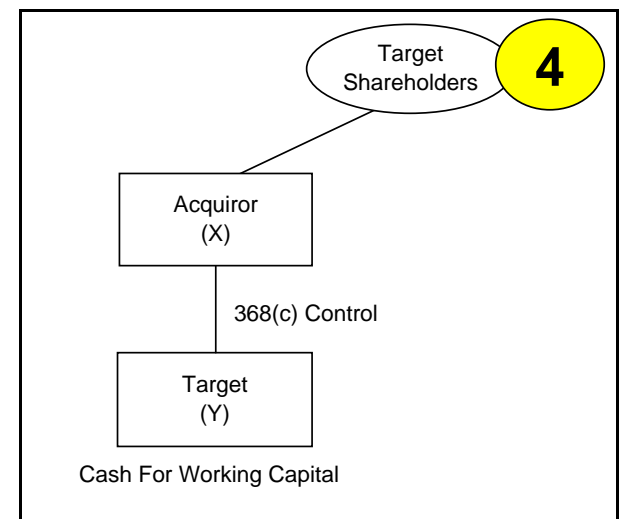 Target
Shareholders
4
Acquiror
(X)
368(c) Control
Target
(Y)
Cash For Working Capital